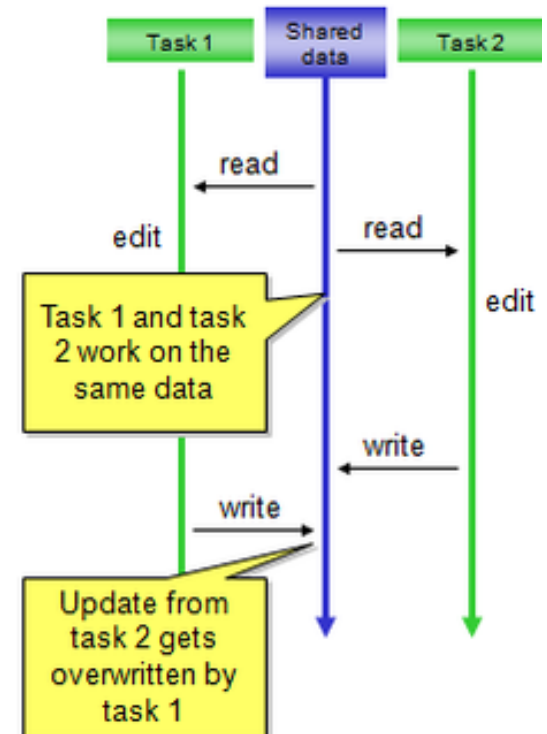 Task 1
Shared
data
Task 2
read
edit
read
Task 1 and task
2 work on the
same data
edit
write
write
Update from
task 2 gets
overwritten by
task 1